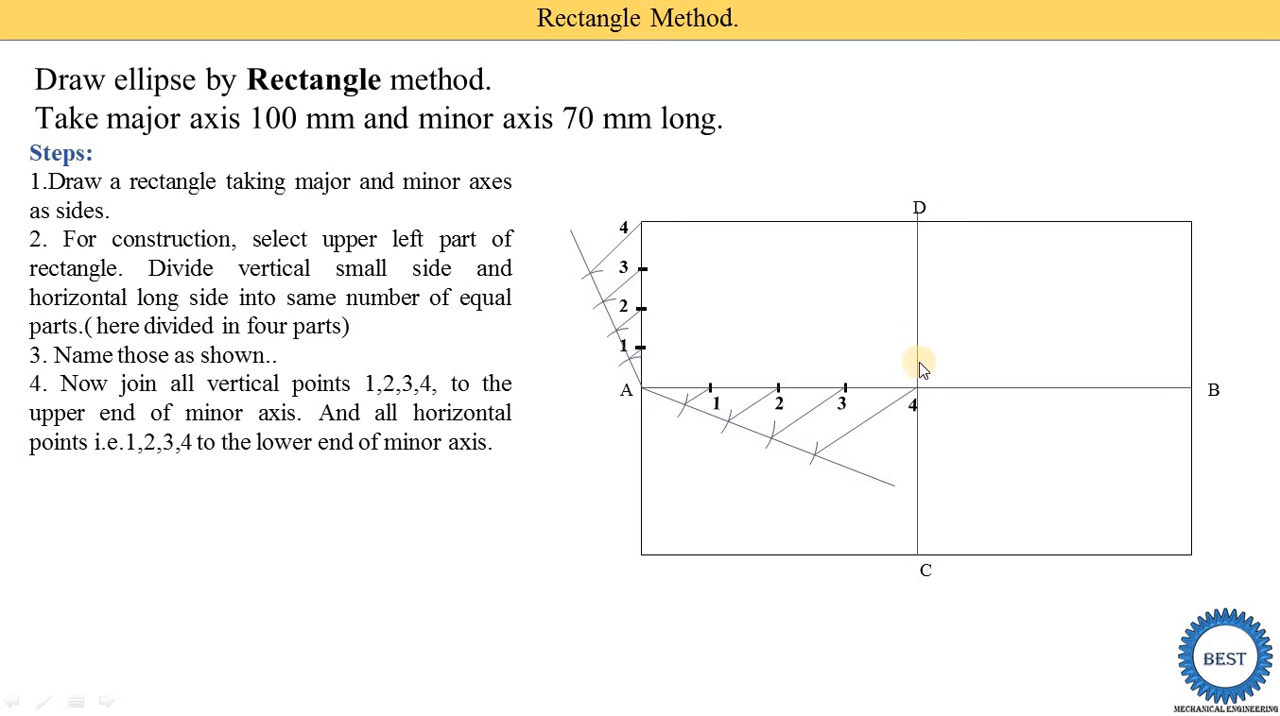 Rectangle Method.
Draw ellipse by Rectangle method.
Take major axis 100 mm and minor axis 70 mm long.
Steps:
1.Draw a rectangle taking major and minor axes
as sides.
2. For construction, select upper left part of
rectangle. Divide vertical small side and
horizontal long side into same number of equal
parts.( here divided in four parts)
3. Name those as shown..
4. Now join all vertical points 1,2,3,4, to the
upper end of minor axis. And all horizontal
points i.e.1,2,3,4 to the lower end of minor axis.
D
4
3
2
1
A
B
1 2 3 4
C
BEST
MECHANICAL ENGINEERING